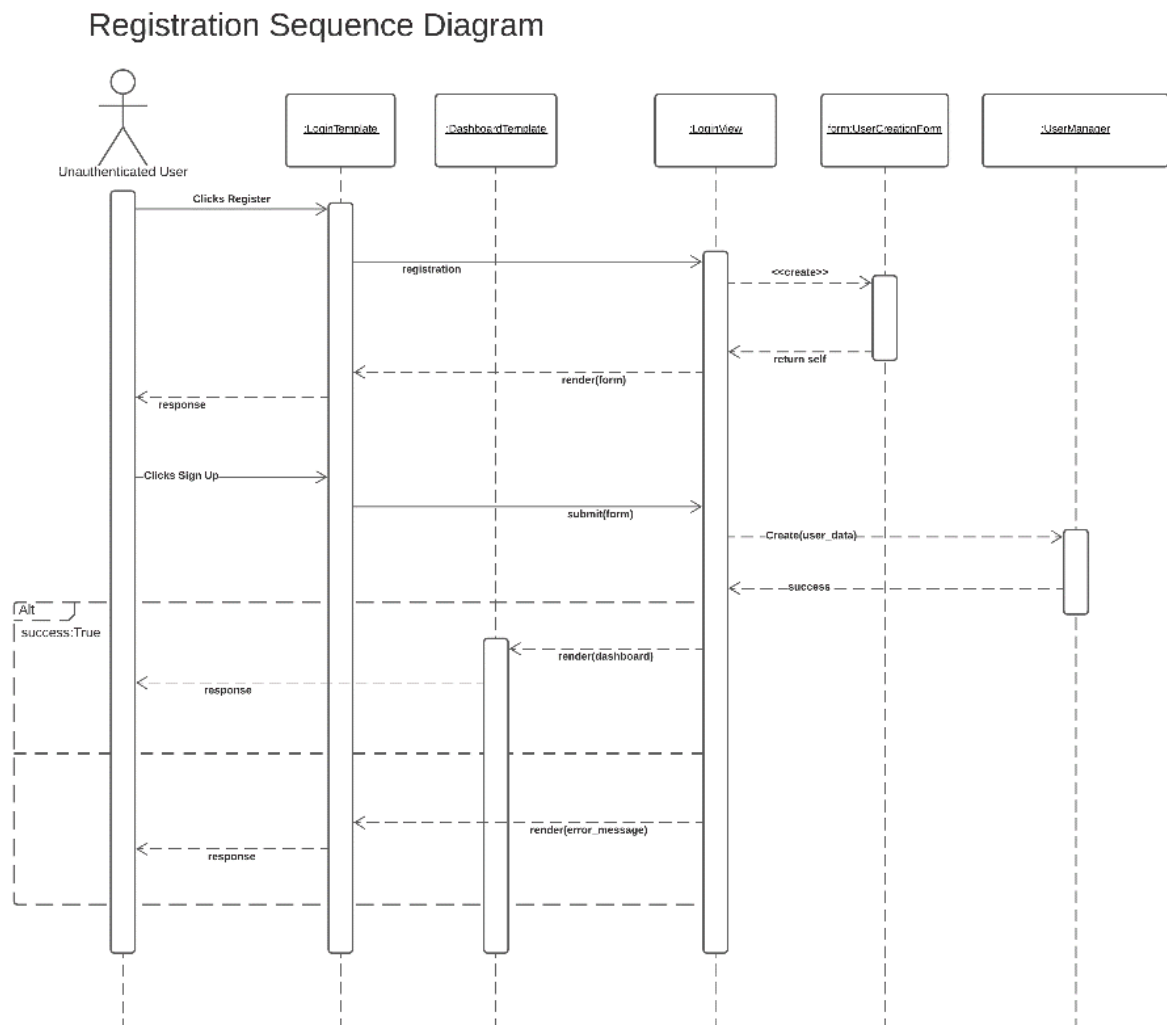 Registration Sequence Diagram
Unauthenticated User
:LoginTemplate
:DashboardTemplate
:LoginView
form:UserCreationForm
:UserManager
Clicks Register
registration
<<create>>
return self
render(form)
response
Clicks Sign Up
submit(form)
Create(user_data)
success
Alt
success:True
render(dashboard)
response
render(error_message)
response